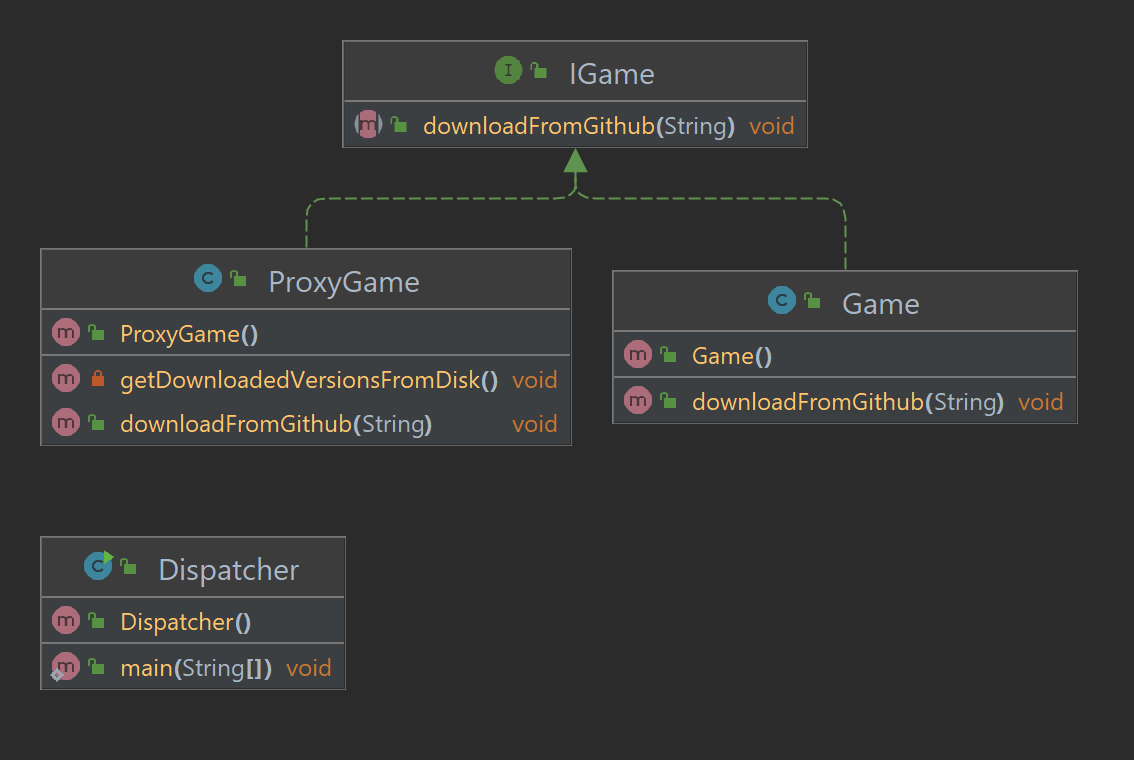 I IGame
m downloadFromGithub(String) void
C ProxyGame
m ProxyGame()
m getDownloadedVersionsFromDisk() void
m downloadFromGithub(String) void
C Game
m Game()
m downloadFromGithub(String) void
C Dispatcher
m Dispatcher()
m main(String[]) void